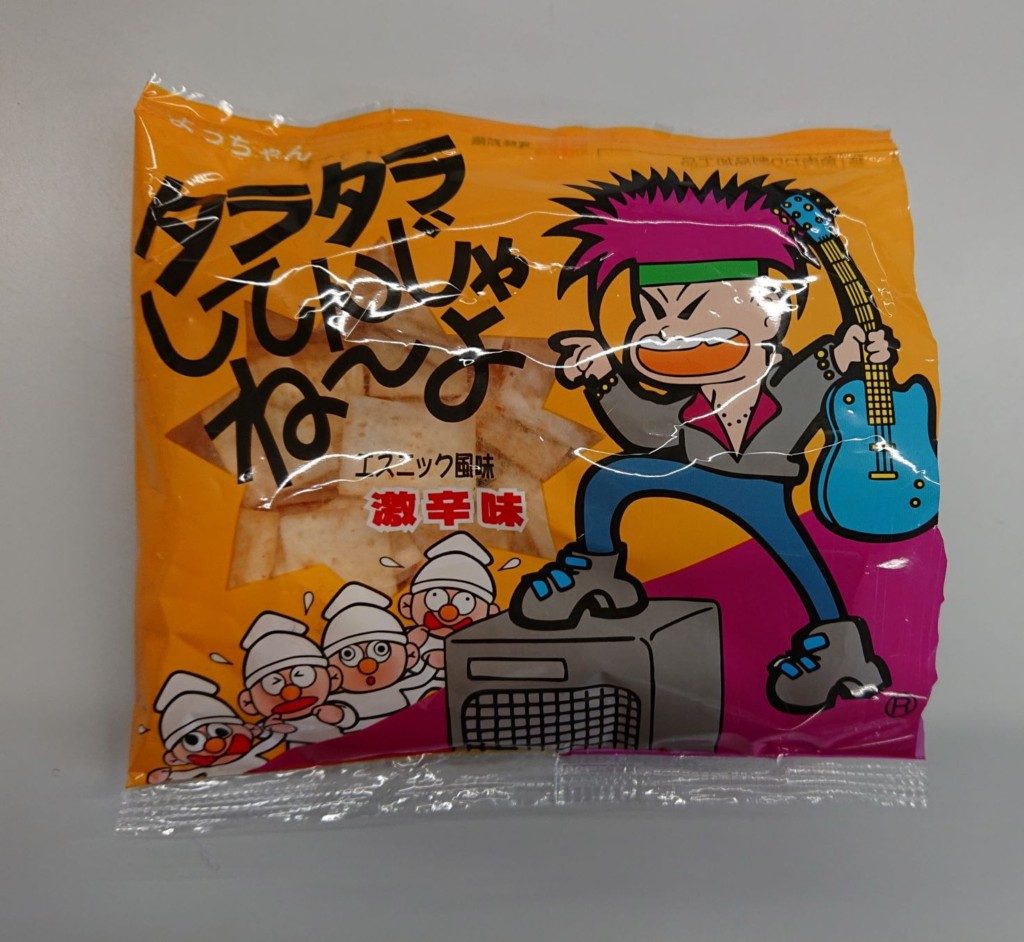 よっちゃん
タラタラ
してんじゃ
ねーよ
エスニック風味
激辛味
®